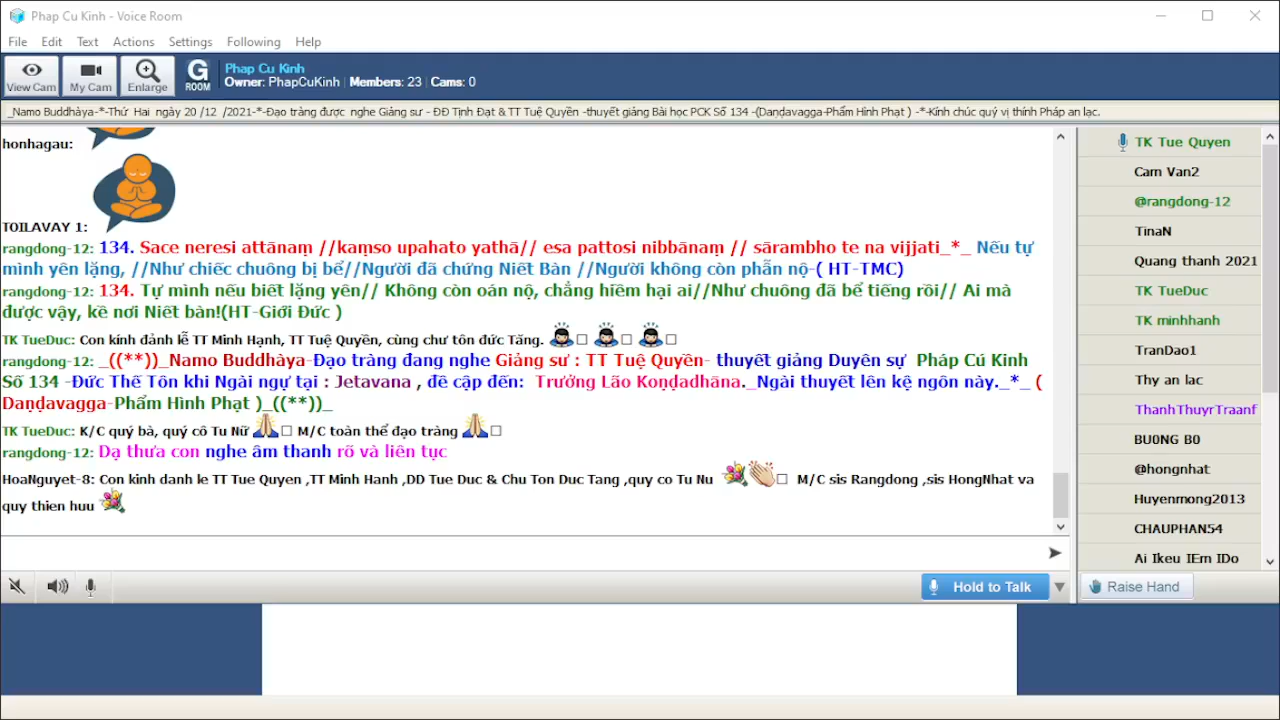 Phap Cu Kinh - Voice Room
File Edit Text Actions Settings Following Help
View Cam My Cam Enlarge G ROOM
Phap Cu Kinh
Owner: PhapCuKinh Members: 23 Cams: 0
_Namo Buddhàya-*-Thứ Hai ngày 20 /12 /2021-*-Đạo tràng được nghe Giảng sư - ĐĐ Tịnh Đạt & TT Tuệ Quyền -thuyết giảng Bài học PCK Số 134 -(Daṇḍavagga-Phẩm Hình Phạt ) -*-Kính chúc quý vị thính Pháp an lạc.
honhagau:
TOILAVAY 1:
rangdong-12: 134. Sace neresi attānaṃ //kaṃso upahato yathā// esa pattosi nibbānaṃ // sārambho te na vijjati_*_ Nếu tự
mình yên lặng, //Như chiếc chuông bị bể//Người đã chứng Niết Bàn //Người không còn phẫn nộ-( HT-TMC)
rangdong-12: 134. Tự mình nếu biết lặng yên// Không còn oán nộ, chẳng hiềm hại ai//Như chuông đã bể tiếng rồi// Ai mà
được vậy, kề nơi Niết bàn!(HT-Giới Đức )
TK TueDuc: Con kính đảnh lễ TT Minh Hạnh, TT Tuệ Quyền, cùng chư tôn đức Tăng.
rangdong-12: _((**))_Namo Buddhàya-Đạo tràng đang nghe Giảng sư : TT Tuệ Quyền- thuyết giảng Duyên sự Pháp Cú Kinh
Số 134 -Đức Thế Tôn khi Ngài ngự tại : Jetavana , đề cập đến: Trưởng Lão Koṇḍadhāna._Ngài thuyết lên kệ ngôn này._*_ (
Daṇḍavagga-Phẩm Hình Phạt )_((**))_
TK TueDuc: K/C quý bà, quý cô Tu Nữ M/C toàn thể đạo tràng
rangdong-12: Dạ thưa con nghe âm thanh rõ và liên tục
HoaNguyet-8: Con kinh danh le TT Tue Quyen ,TT Minh Hanh ,DD Tue Duc & Chu Ton Duc Tang ,quy co Tu Nu M/C sis Rangdong ,sis HongNhat va
quy thien huu
Hold to Talk
TK Tue Quyen
Cam Van2
@rangdong-12
TinaN
Quang thanh 2021
TK TueDuc
TK minhhanh
TranDao1
Thy an lac
ThanhThuyrTraanf
BU0NG B0
@hongnhat
Huyenmong2013
CHAUPHAN54
Ai Ikeu IEm IDo
Raise Hand